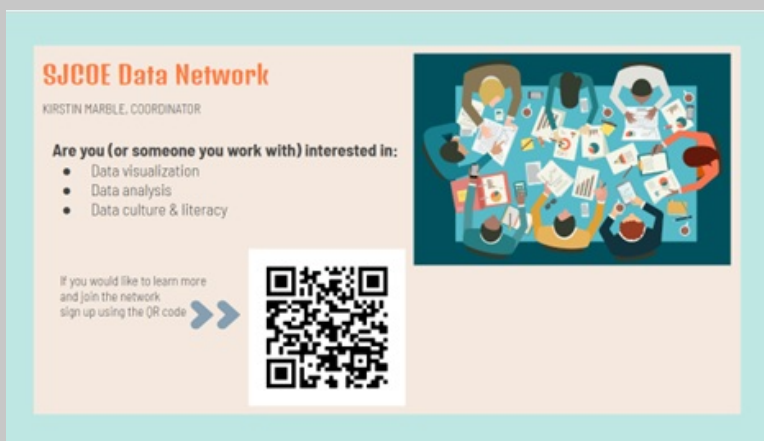 SJCOE Data Network
KIRSTIN MARBLE, COORDINATOR
Are you (or someone you work with) interested in:
● Data visualization
● Data analysis
● Data culture & literacy
If you would like to learn more
and join the network
sign up using the QR code